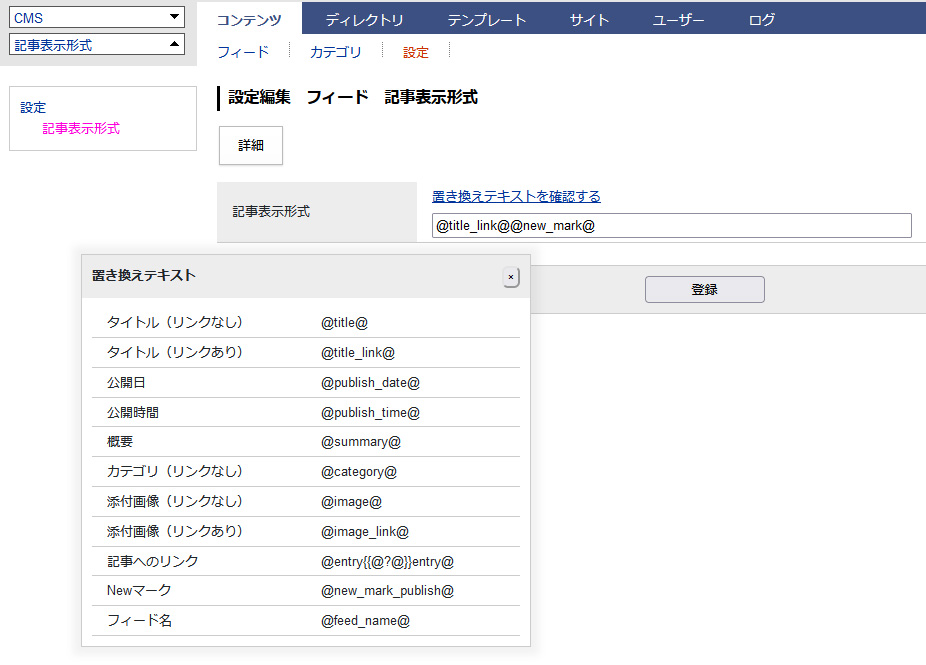 CMS
コンテンツ ディレクトリ テンプレート サイト ユーザー ログ
記事表示形式
フィード カテゴリ 設定
設定
記事表示形式
設定編集 フィード 記事表示形式
詳細
記事表示形式
置き換えテキストを確認する
@title_link@@new_mark@
登録
置き換えテキスト ×
タイトル（リンクなし） @title@
タイトル（リンクあり） @title_link@
公開日 @publish_date@
公開時間 @publish_time@
概要 @summary@
カテゴリ（リンクなし） @category@
添付画像（リンクなし） @image@
添付画像（リンクあり） @image_link@
記事へのリンク @entry{{@?@}}entry@
Newマーク @new_mark_publish@
フィード名 @feed_name@